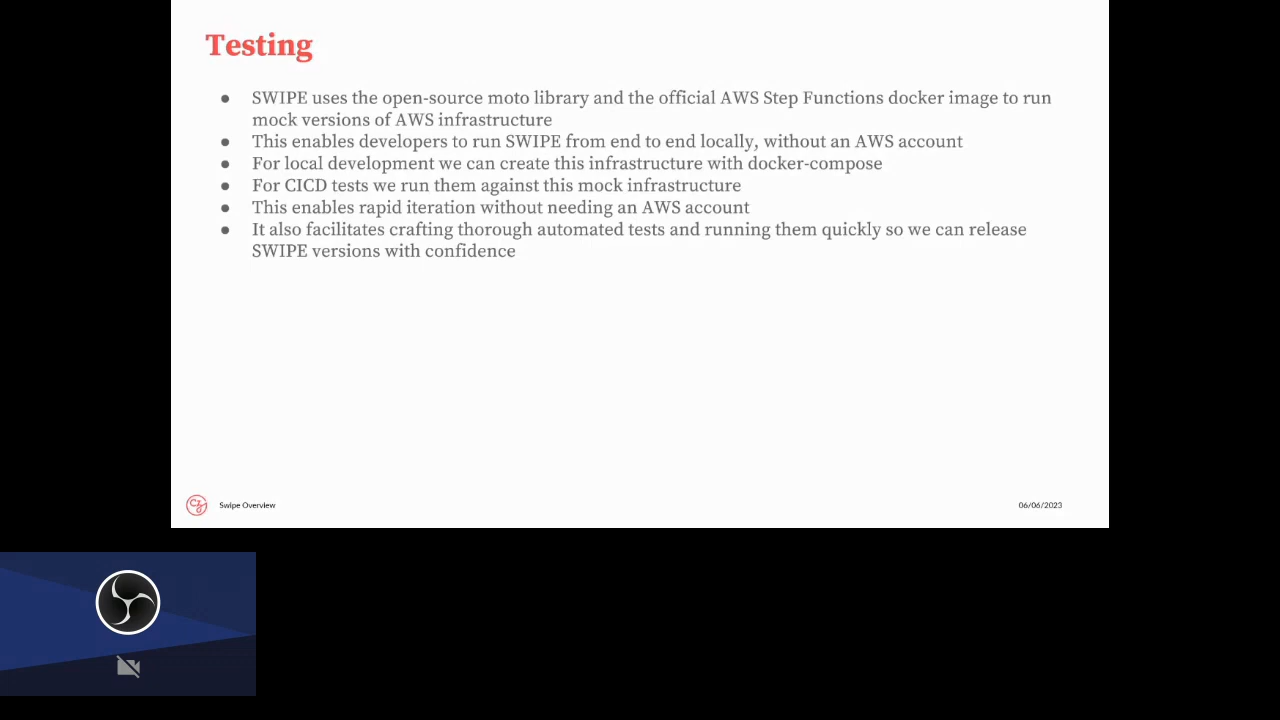 Testing
● SWIPE uses the open-source moto library and the official AWS Step Functions docker image to run
mock versions of AWS infrastructure
● This enables developers to run SWIPE from end to end locally, without an AWS account
● For local development we can create this infrastructure with docker-compose
● For CICD tests we run them against this mock infrastructure
● This enables rapid iteration without needing an AWS account
● It also facilitates crafting thorough automated tests and running them quickly so we can release
SWIPE versions with confidence
CZ
Swipe Overview
06/06/2023